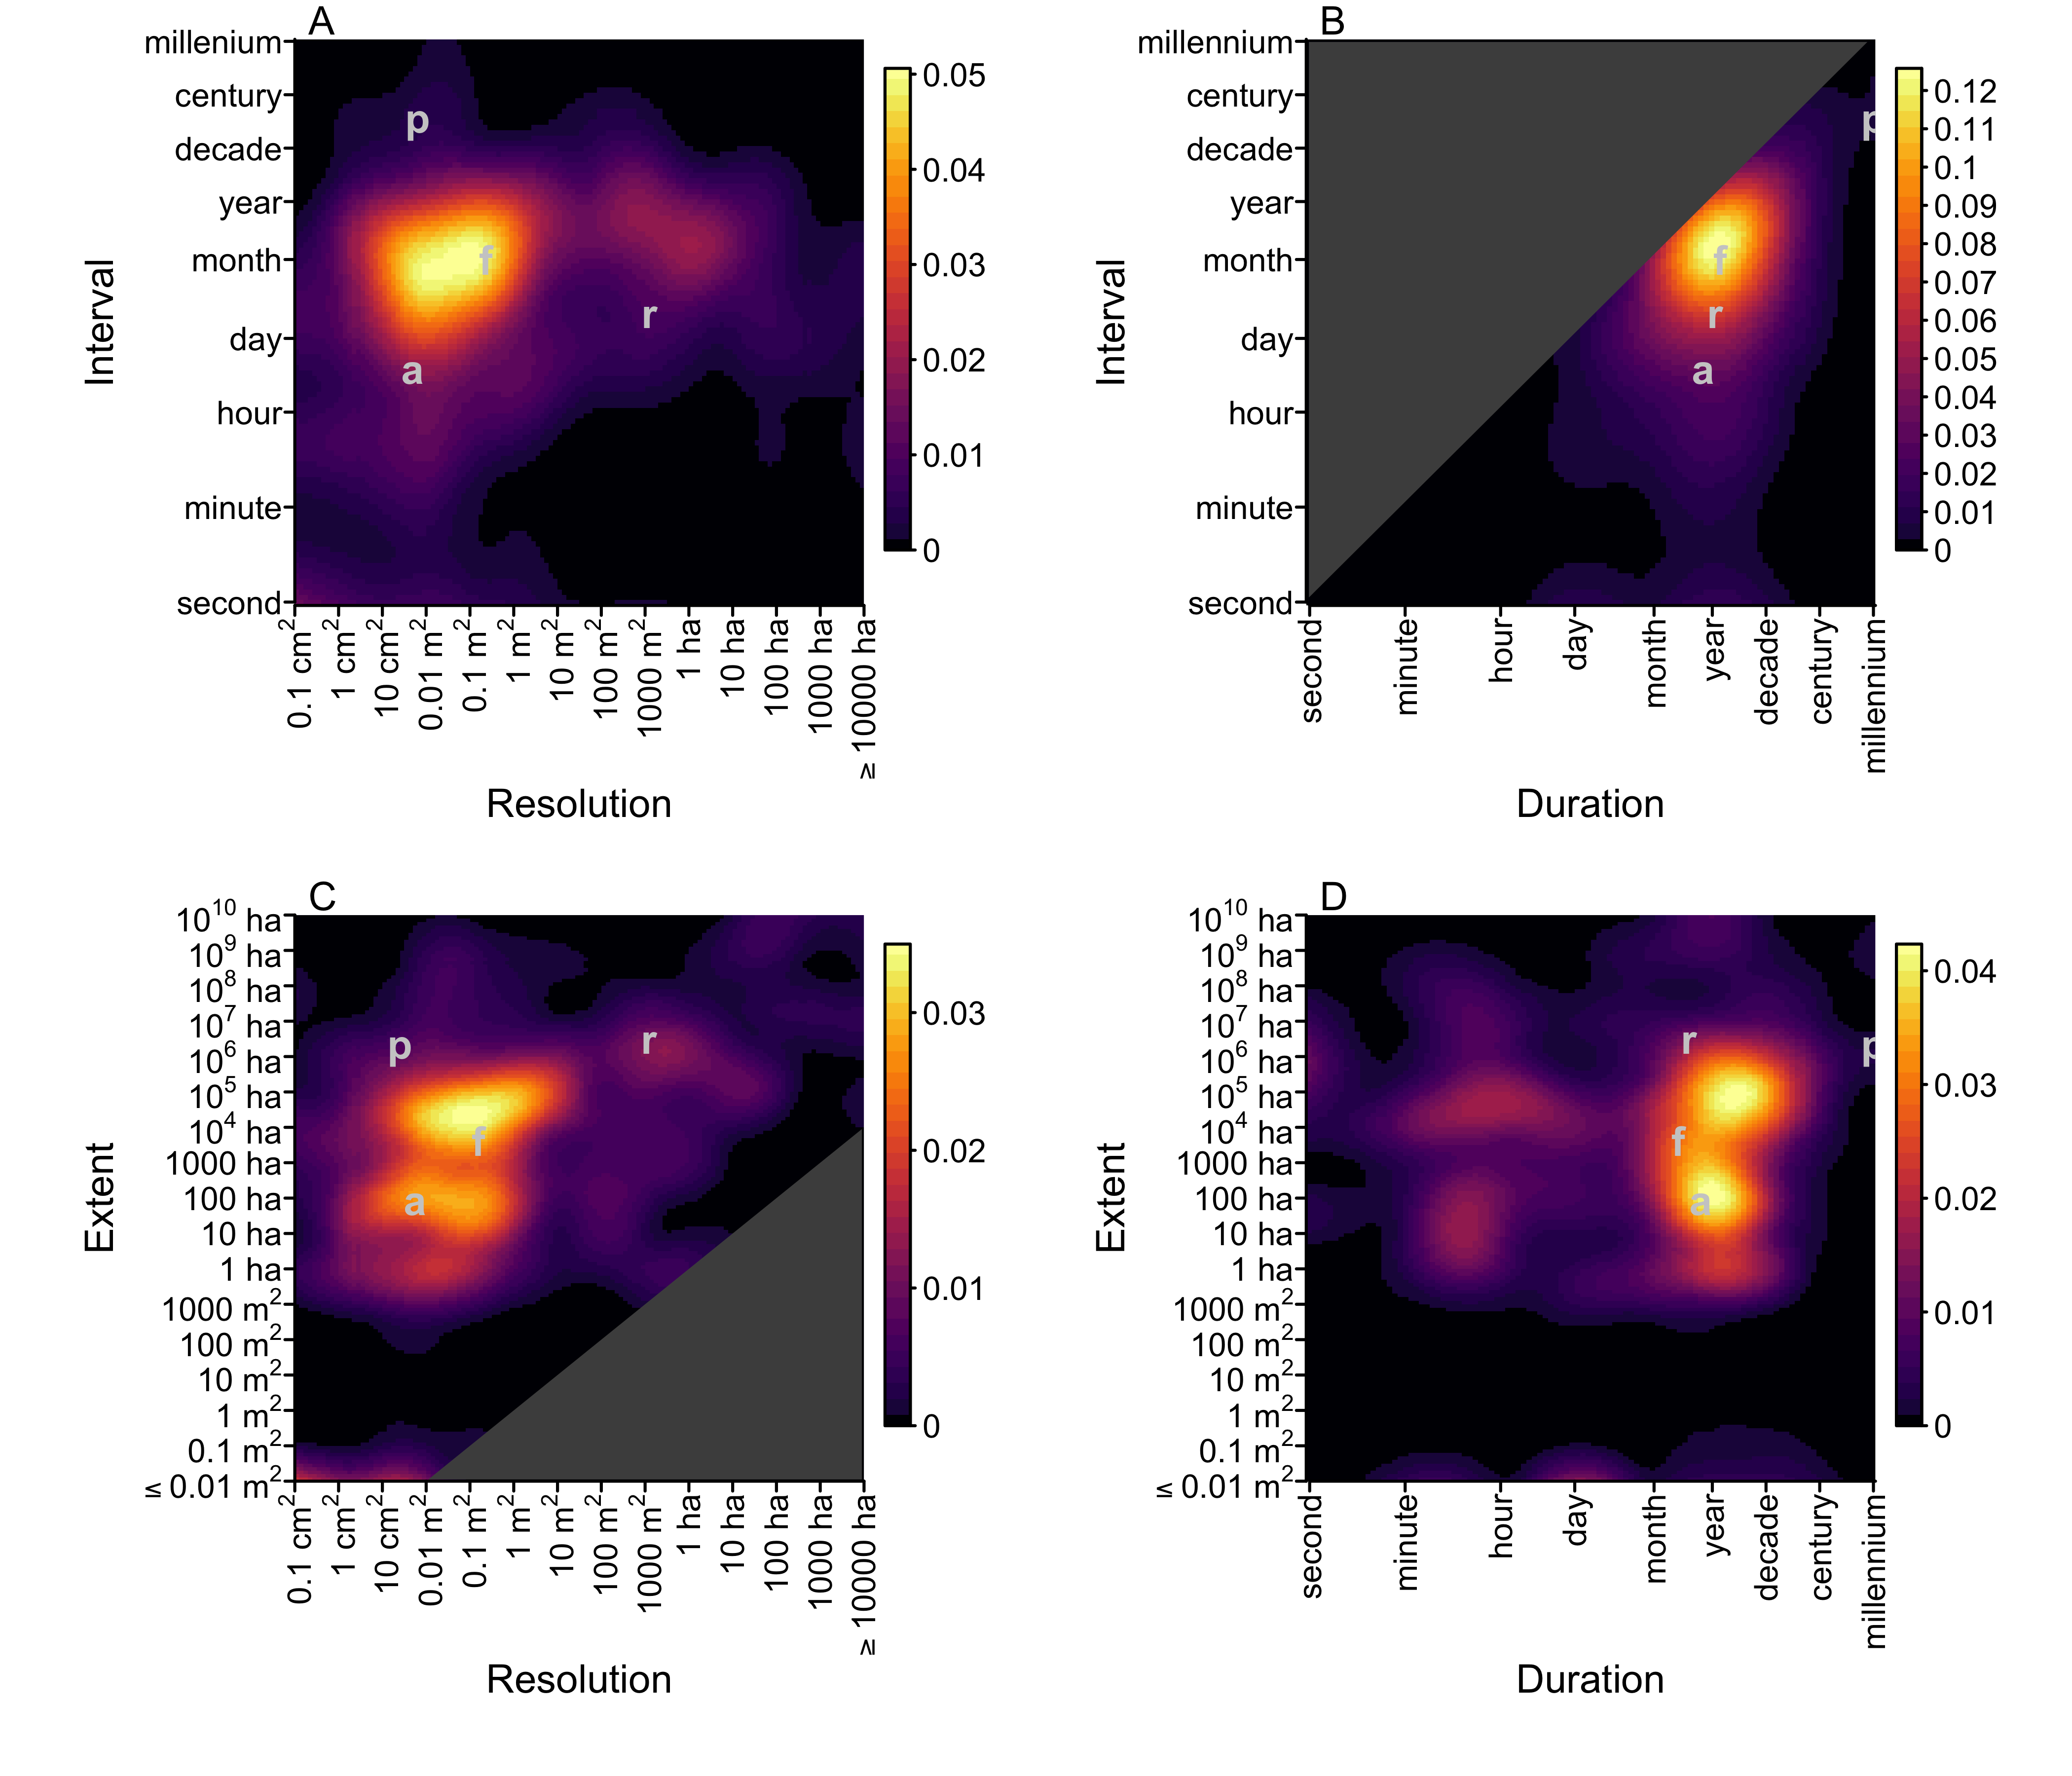 A
millenium
century
decade
year
month
day
hour
minute
second
Interval
p
f
r
a
0.05
0.04
0.03
0.02
0.01
0
0.1 cm²
1 cm²
10 cm²
0.01 m²
0.1 m²
1 m²
10 m²
100 m²
1000 m²
1 ha
10 ha
100 ha
1000 ha
≥ 10000 ha
Resolution
B
millennium
century
decade
year
month
day
hour
minute
second
Interval
p
f
r
a
0.12
0.11
0.1
0.09
0.08
0.07
0.06
0.05
0.04
0.03
0.02
0.01
0
second
minute
hour
day
month
year
decade
century
millennium
Duration
C
10¹⁰ ha
10⁹ ha
10⁸ ha
10⁷ ha
10⁶ ha
10⁵ ha
10⁴ ha
1000 ha
100 ha
10 ha
1 ha
1000 m²
100 m²
10 m²
1 m²
0.1 m²
≤ 0.01 m²
Extent
p
r
f
a
0.03
0.02
0.01
0
0.1 cm²
1 cm²
10 cm²
0.01 m²
0.1 m²
1 m²
10 m²
100 m²
1000 m²
1 ha
10 ha
100 ha
1000 ha
≥ 10000 ha
Resolution
D
10¹⁰ ha
10⁹ ha
10⁸ ha
10⁷ ha
10⁶ ha
10⁵ ha
10⁴ ha
1000 ha
100 ha
10 ha
1 ha
1000 m²
100 m²
10 m²
1 m²
0.1 m²
≤ 0.01 m²
Extent
r
p
f
a
0.04
0.03
0.02
0.01
0
second
minute
hour
day
month
year
decade
century
millennium
Duration